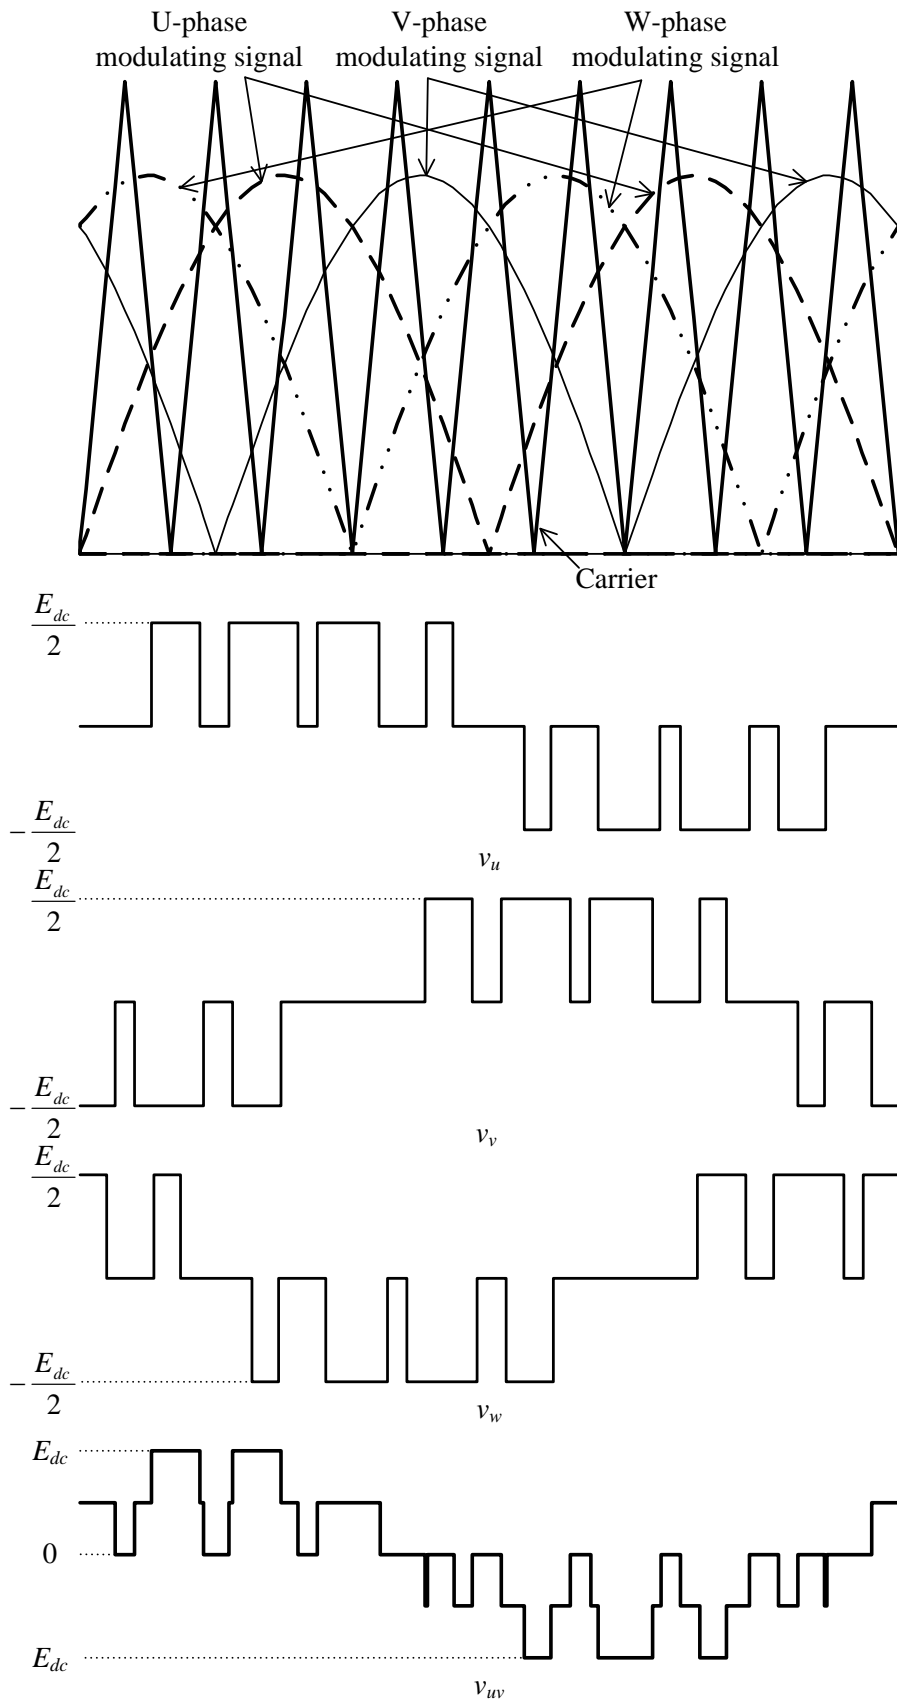 U-phase
modulating signal
V-phase
modulating signal
W-phase
modulating signal
Carrier
E_dc
2
- E_dc
2
v_u
E_dc
2
- E_dc
2
v_v
E_dc
2
- E_dc
2
v_w
E_dc
0
E_dc
v_uv